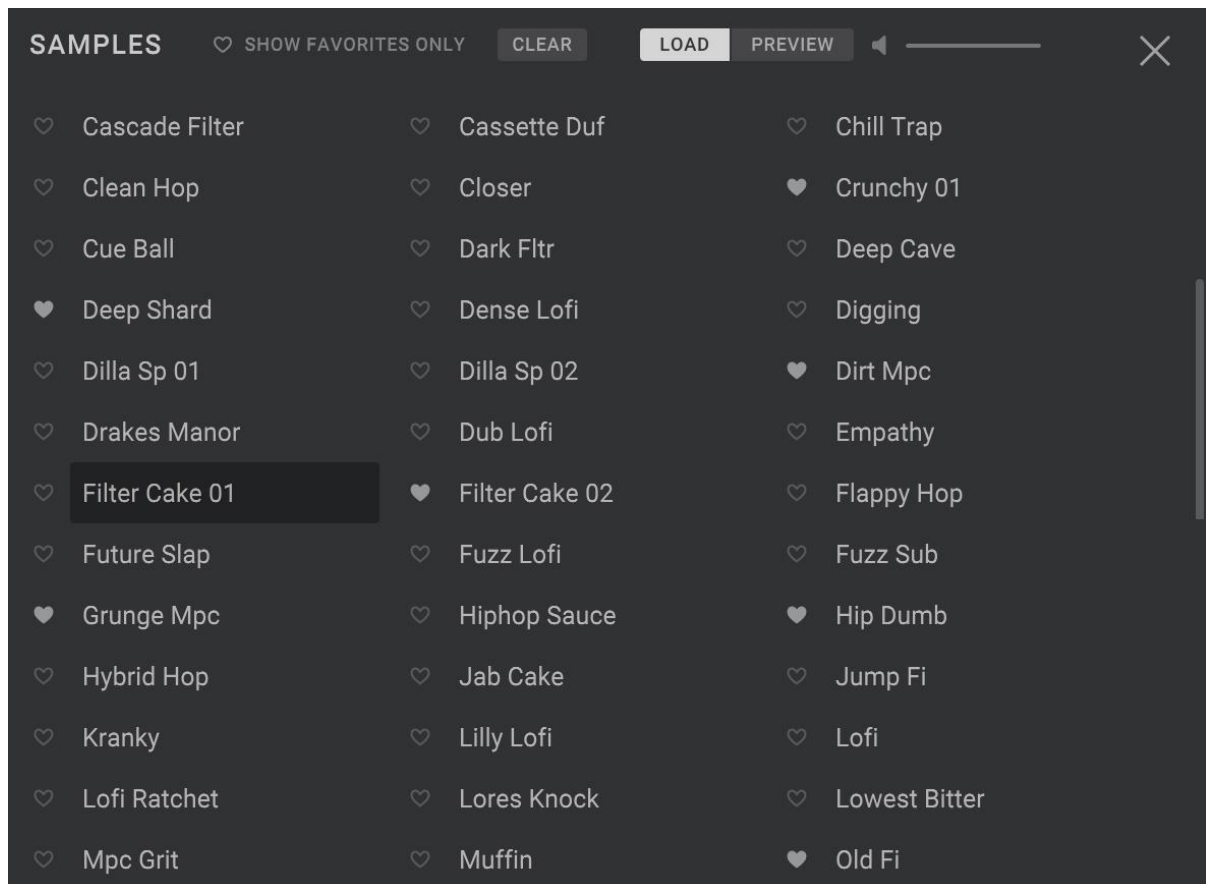 SAMPLES SHOW FAVORITES ONLY CLEAR LOAD PREVIEW
Cascade Filter Cassette Duf Chill Trap
Clean Hop Closer Crunchy 01
Cue Ball Dark Fltr Deep Cave
Deep Shard Dense Lofi Digging
Dilla Sp 01 Dilla Sp 02 Dirt Mpc
Drakes Manor Dub Lofi Empathy
Filter Cake 01 Filter Cake 02 Flappy Hop
Future Slap Fuzz Lofi Fuzz Sub
Grunge Mpc Hiphop Sauce Hip Dumb
Hybrid Hop Jab Cake Jump Fi
Kranky Lilly Lofi Lofi
Lofi Ratchet Lores Knock Lowest Bitter
Mpc Grit Muffin Old Fi